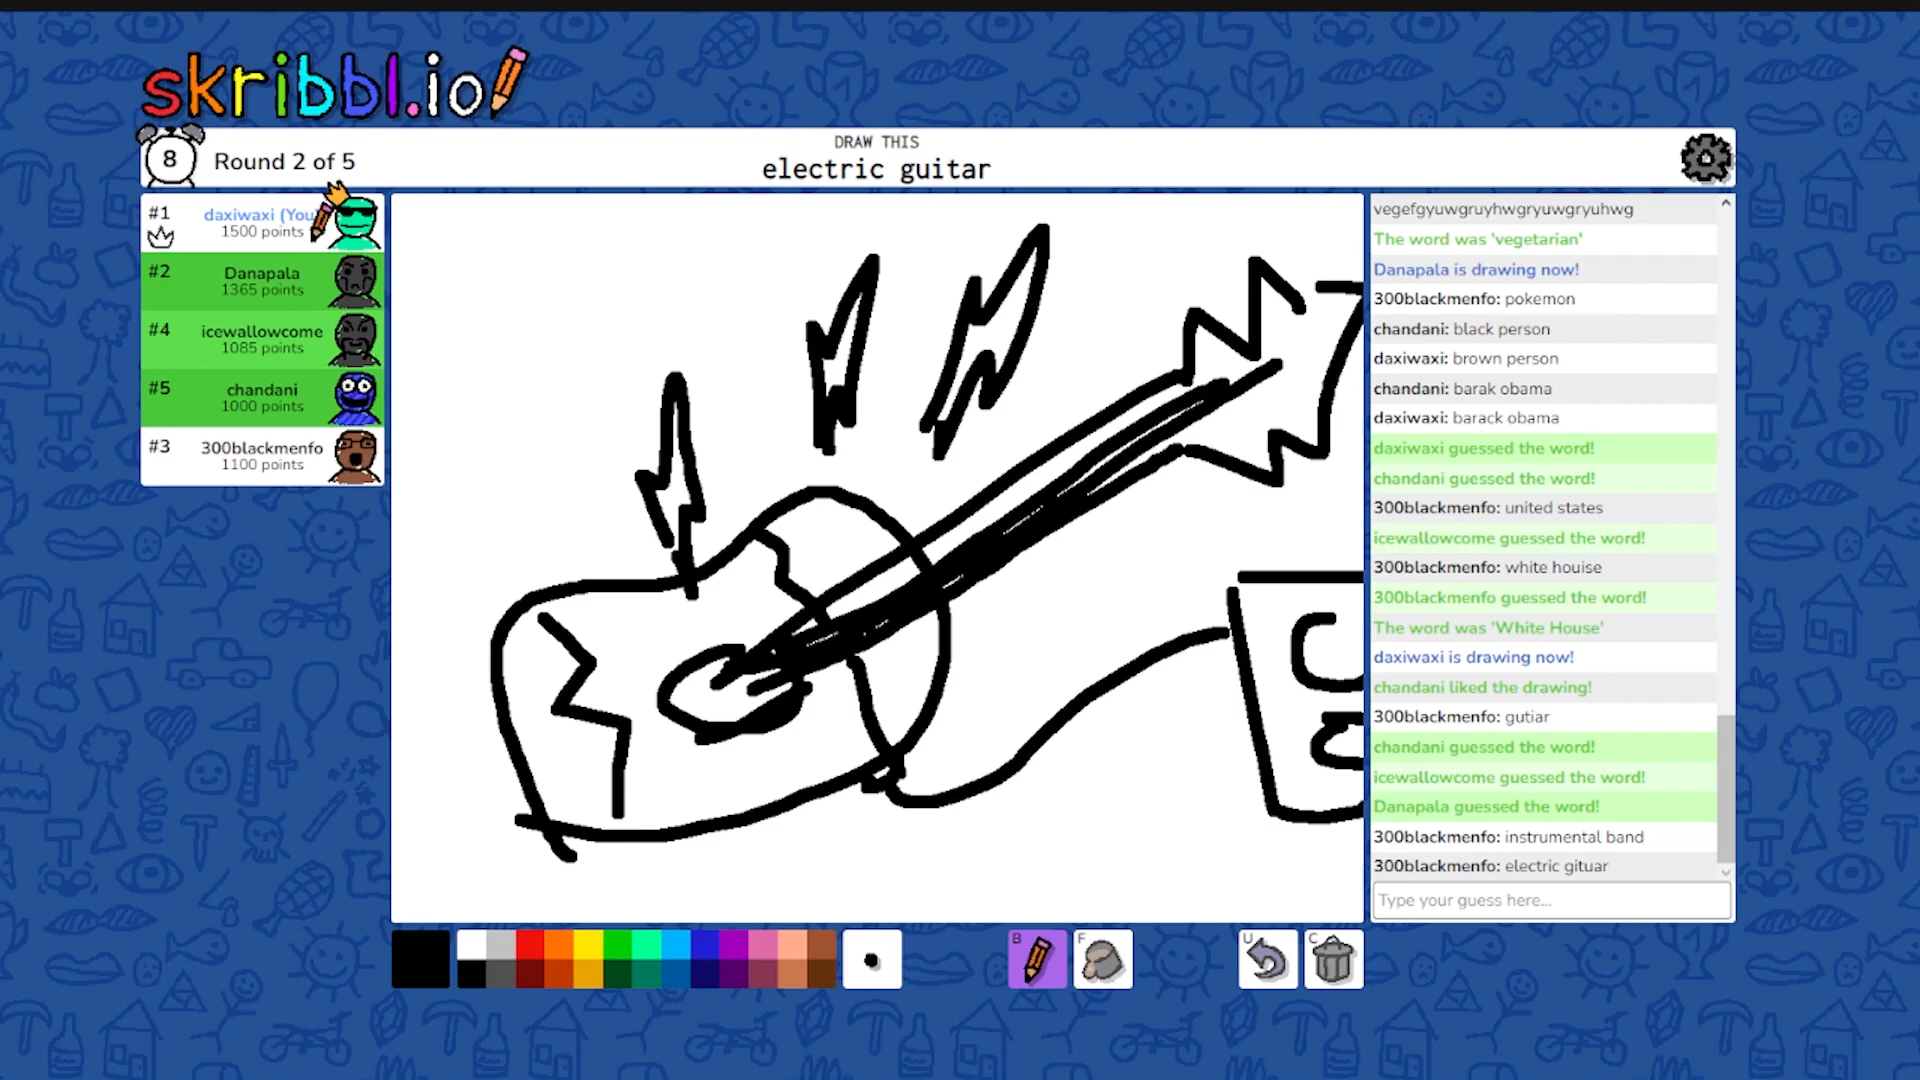 skribbl.io
8
Round 2 of 5
DRAW THIS
electric guitar
#1
daxiwaxi (You
1500 points
#2
Danapala
1365 points
#4
icewallowcome
1085 points
#5
chandani
1000 points
#3
300blackmenfo
1100 points
vegefgyuwgruyhwgryuwgryuhwg
The word was 'vegetarian'
Danapala is drawing now!
300blackmenfo: pokemon
chandani: black person
daxiwaxi: brown person
chandani: barak obama
daxiwaxi: barack obama
daxiwaxi guessed the word!
chandani guessed the word!
300blackmenfo: united states
icewallowcome guessed the word!
300blackmenfo: white houise
300blackmenfo guessed the word!
The word was 'White House'
daxiwaxi is drawing now!
chandani liked the drawing!
300blackmenfo: gutiar
chandani guessed the word!
icewallowcome guessed the word!
Danapala guessed the word!
300blackmenfo: instrumental band
300blackmenfo: electric gituar
Type your guess here...
B
F
U
C